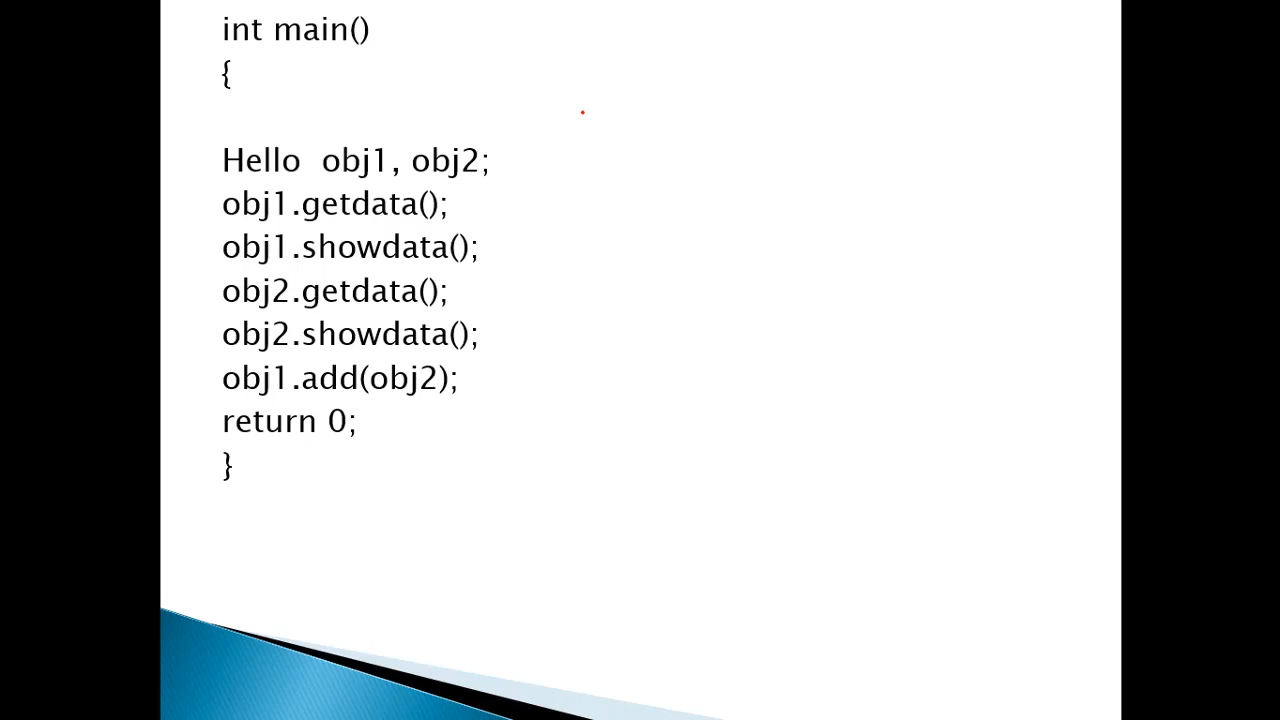 int main()
{
Hello  obj1, obj2;
obj1.getdata();
obj1.showdata();
obj2.getdata();
obj2.showdata();
obj1.add(obj2);
return 0;
}